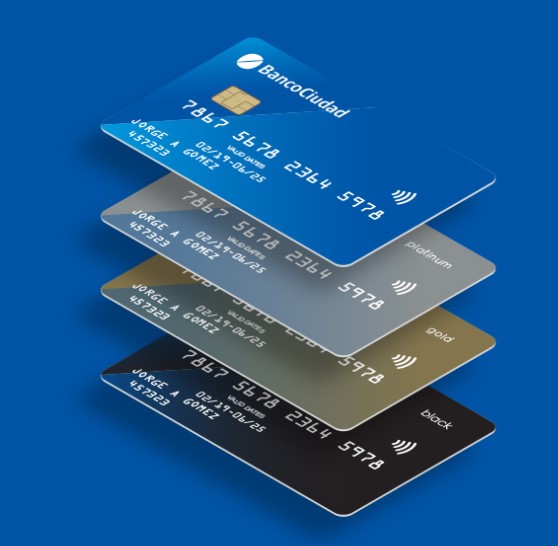 BancoCiudad
7867 5678 2364 5978
VALID DATES
02/19-06/25
JORGE A GOMEZ
457323
platinum
7867 5678 2364 5978
VALID DATES
02/19-06/25
JORGE A GOMEZ
457323
gold
5978
VALID DATES
02/19-06/25
JORGE A GOMEZ
457323
black
7867 5678 2364 5978
VALID DATES
02/19-06/25
JORGE A GOMEZ
457323